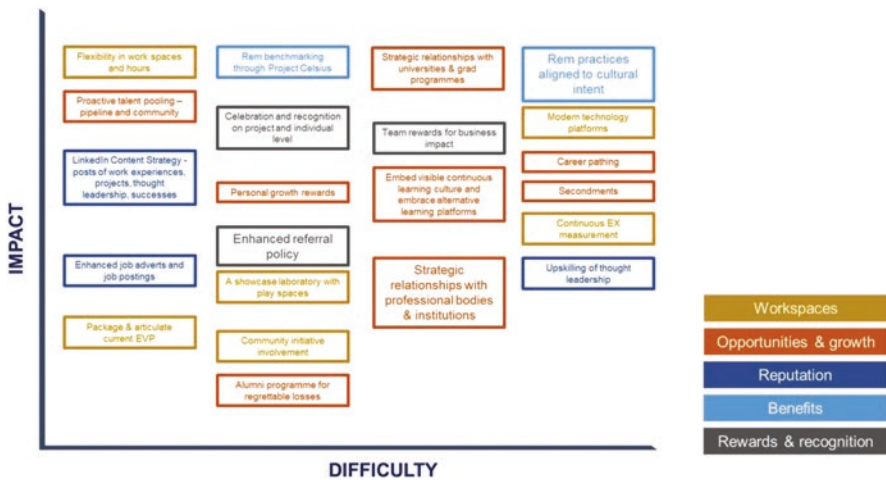 IMPACT
Flexibility in work spaces
and hours
Proactive talent pooling –
pipeline and community
LinkedIn Content Strategy -
posts of work experiences,
projects, thought
leadership, successes
Enhanced job adverts and
job postings
Package & articulate
current EVP
Rem benchmarking
through Project Celsius
Celebration and recognition
on project and individual
level
Personal growth rewards
Enhanced referral
policy
A showcase laboratory with
play spaces
Community initiative
involvement
Alumni programme for
regrettable losses
Strategic relationships with
universities & grad
programmes
Team rewards for business
impact
Embed visible continuous
learning culture and
embrace alternative
learning platforms
Strategic
relationships with
professional bodies
& institutions
Rem practices
aligned to cultural
intent
Modern technology
platforms
Career pathing
Secondments
Continuous EX
measurement
Upskilling of thought
leadership
DIFFICULTY
Workspaces
Opportunities & growth
Reputation
Benefits
Rewards & recognition